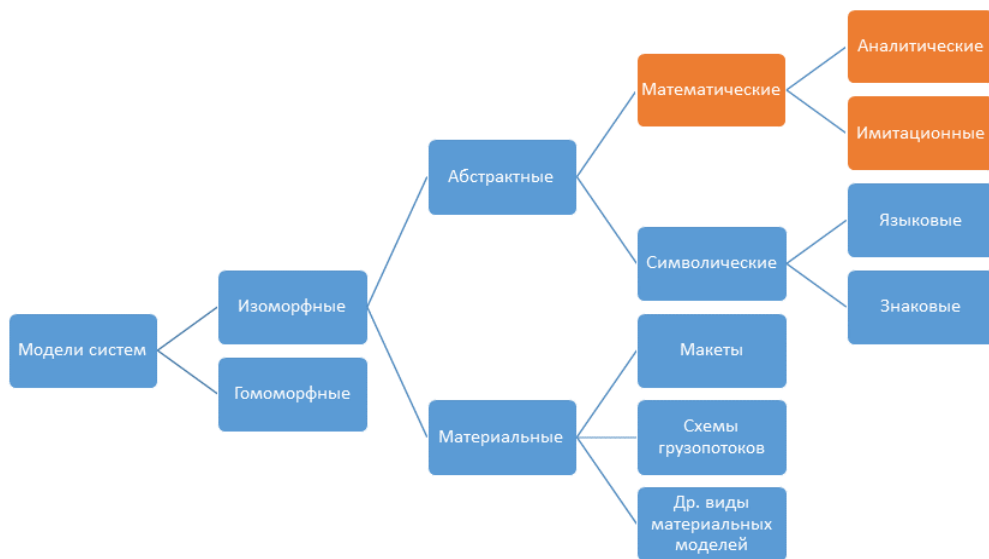 Модели систем
Изоморфные
Гомоморфные
Абстрактные
Материальные
Математические
Символические
Макеты
Схемы
грузопотоков
Др. виды
материальных
моделей
Аналитические
Имитационные
Языковые
Знаковые